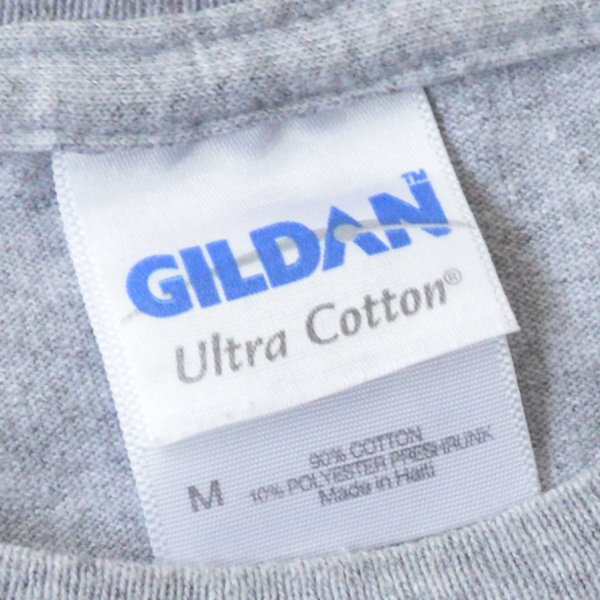 GILDAN™
Ultra Cotton®
M
90% COTTON
10% POLYESTER PRESHRUNK
Made in Haiti